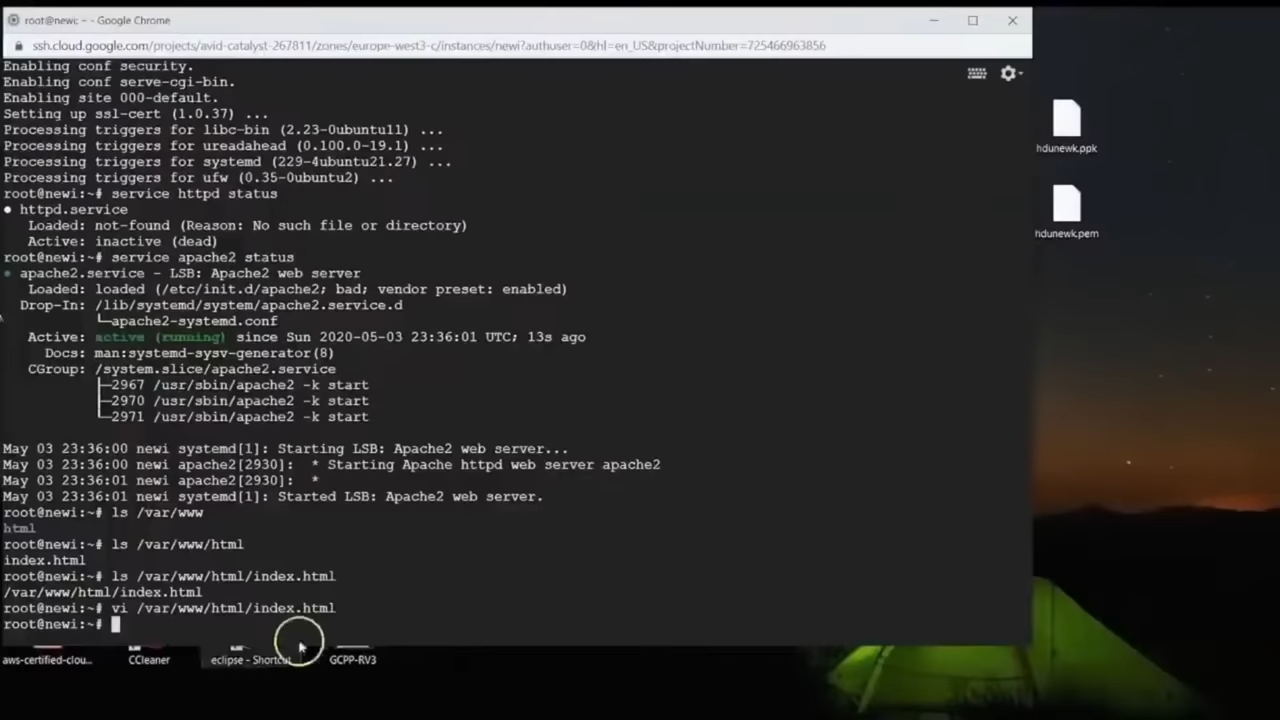 root@newi: ~ - Google Chrome
ssh.cloud.google.com/projects/avid-catalyst-267811/zones/europe-west3-c/instances/newi?authuser=0&hl=en_US&projectNumber=725466963856
Enabling conf security.
Enabling conf serve-cgi-bin.
Enabling site 000-default.
Setting up ssl-cert (1.0.37) ...
Processing triggers for libc-bin (2.23-0ubuntu11) ...
Processing triggers for ureadahead (0.100.0-19.1) ...
Processing triggers for systemd (229-4ubuntu21.27) ...
Processing triggers for ufw (0.35-0ubuntu2) ...
root@newi:~# service httpd status
● httpd.service
Loaded: not-found (Reason: No such file or directory)
Active: inactive (dead)
root@newi:~# service apache2 status
● apache2.service - LSB: Apache2 web server
Loaded: loaded (/etc/init.d/apache2; bad; vendor preset: enabled)
Drop-In: /lib/systemd/system/apache2.service.d
└─apache2-systemd.conf
Active: active (running) since Sun 2020-05-03 23:36:01 UTC; 13s ago
Docs: man:systemd-sysv-generator(8)
CGroup: /system.slice/apache2.service
├─2967 /usr/sbin/apache2 -k start
├─2970 /usr/sbin/apache2 -k start
└─2971 /usr/sbin/apache2 -k start
May 03 23:36:00 newi systemd[1]: Starting LSB: Apache2 web server...
May 03 23:36:01 newi apache2[2930]: * Starting Apache httpd web server apache2
May 03 23:36:01 newi apache2[2930]: *
May 03 23:36:01 newi systemd[1]: Started LSB: Apache2 web server.
root@newi:~# ls /var/www
html
root@newi:~# ls /var/www/html
index.html
root@newi:~# ls /var/www/html/index.html
/var/www/html/index.html
root@newi:~# vi /var/www/html/index.html
root@newi:~#
hdunewk.ppk
hdunewk.pem
aws-certified-clou...
CCleaner
eclipse - Shortcut
GCPP-RV3